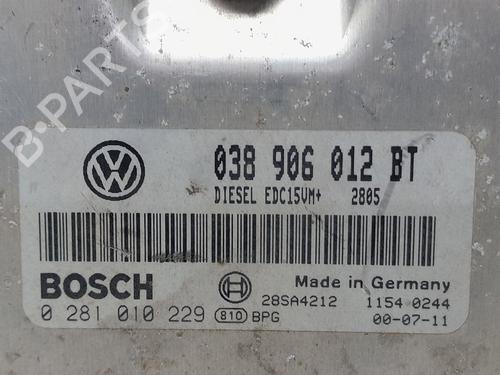 B-PARTS
038 906 012 BT
DIESEL EDC15VM+ 2805
BOSCH
Made in Germany
28SA4212 1154 0244
0 281 010 229 810 BPG 00-07-11